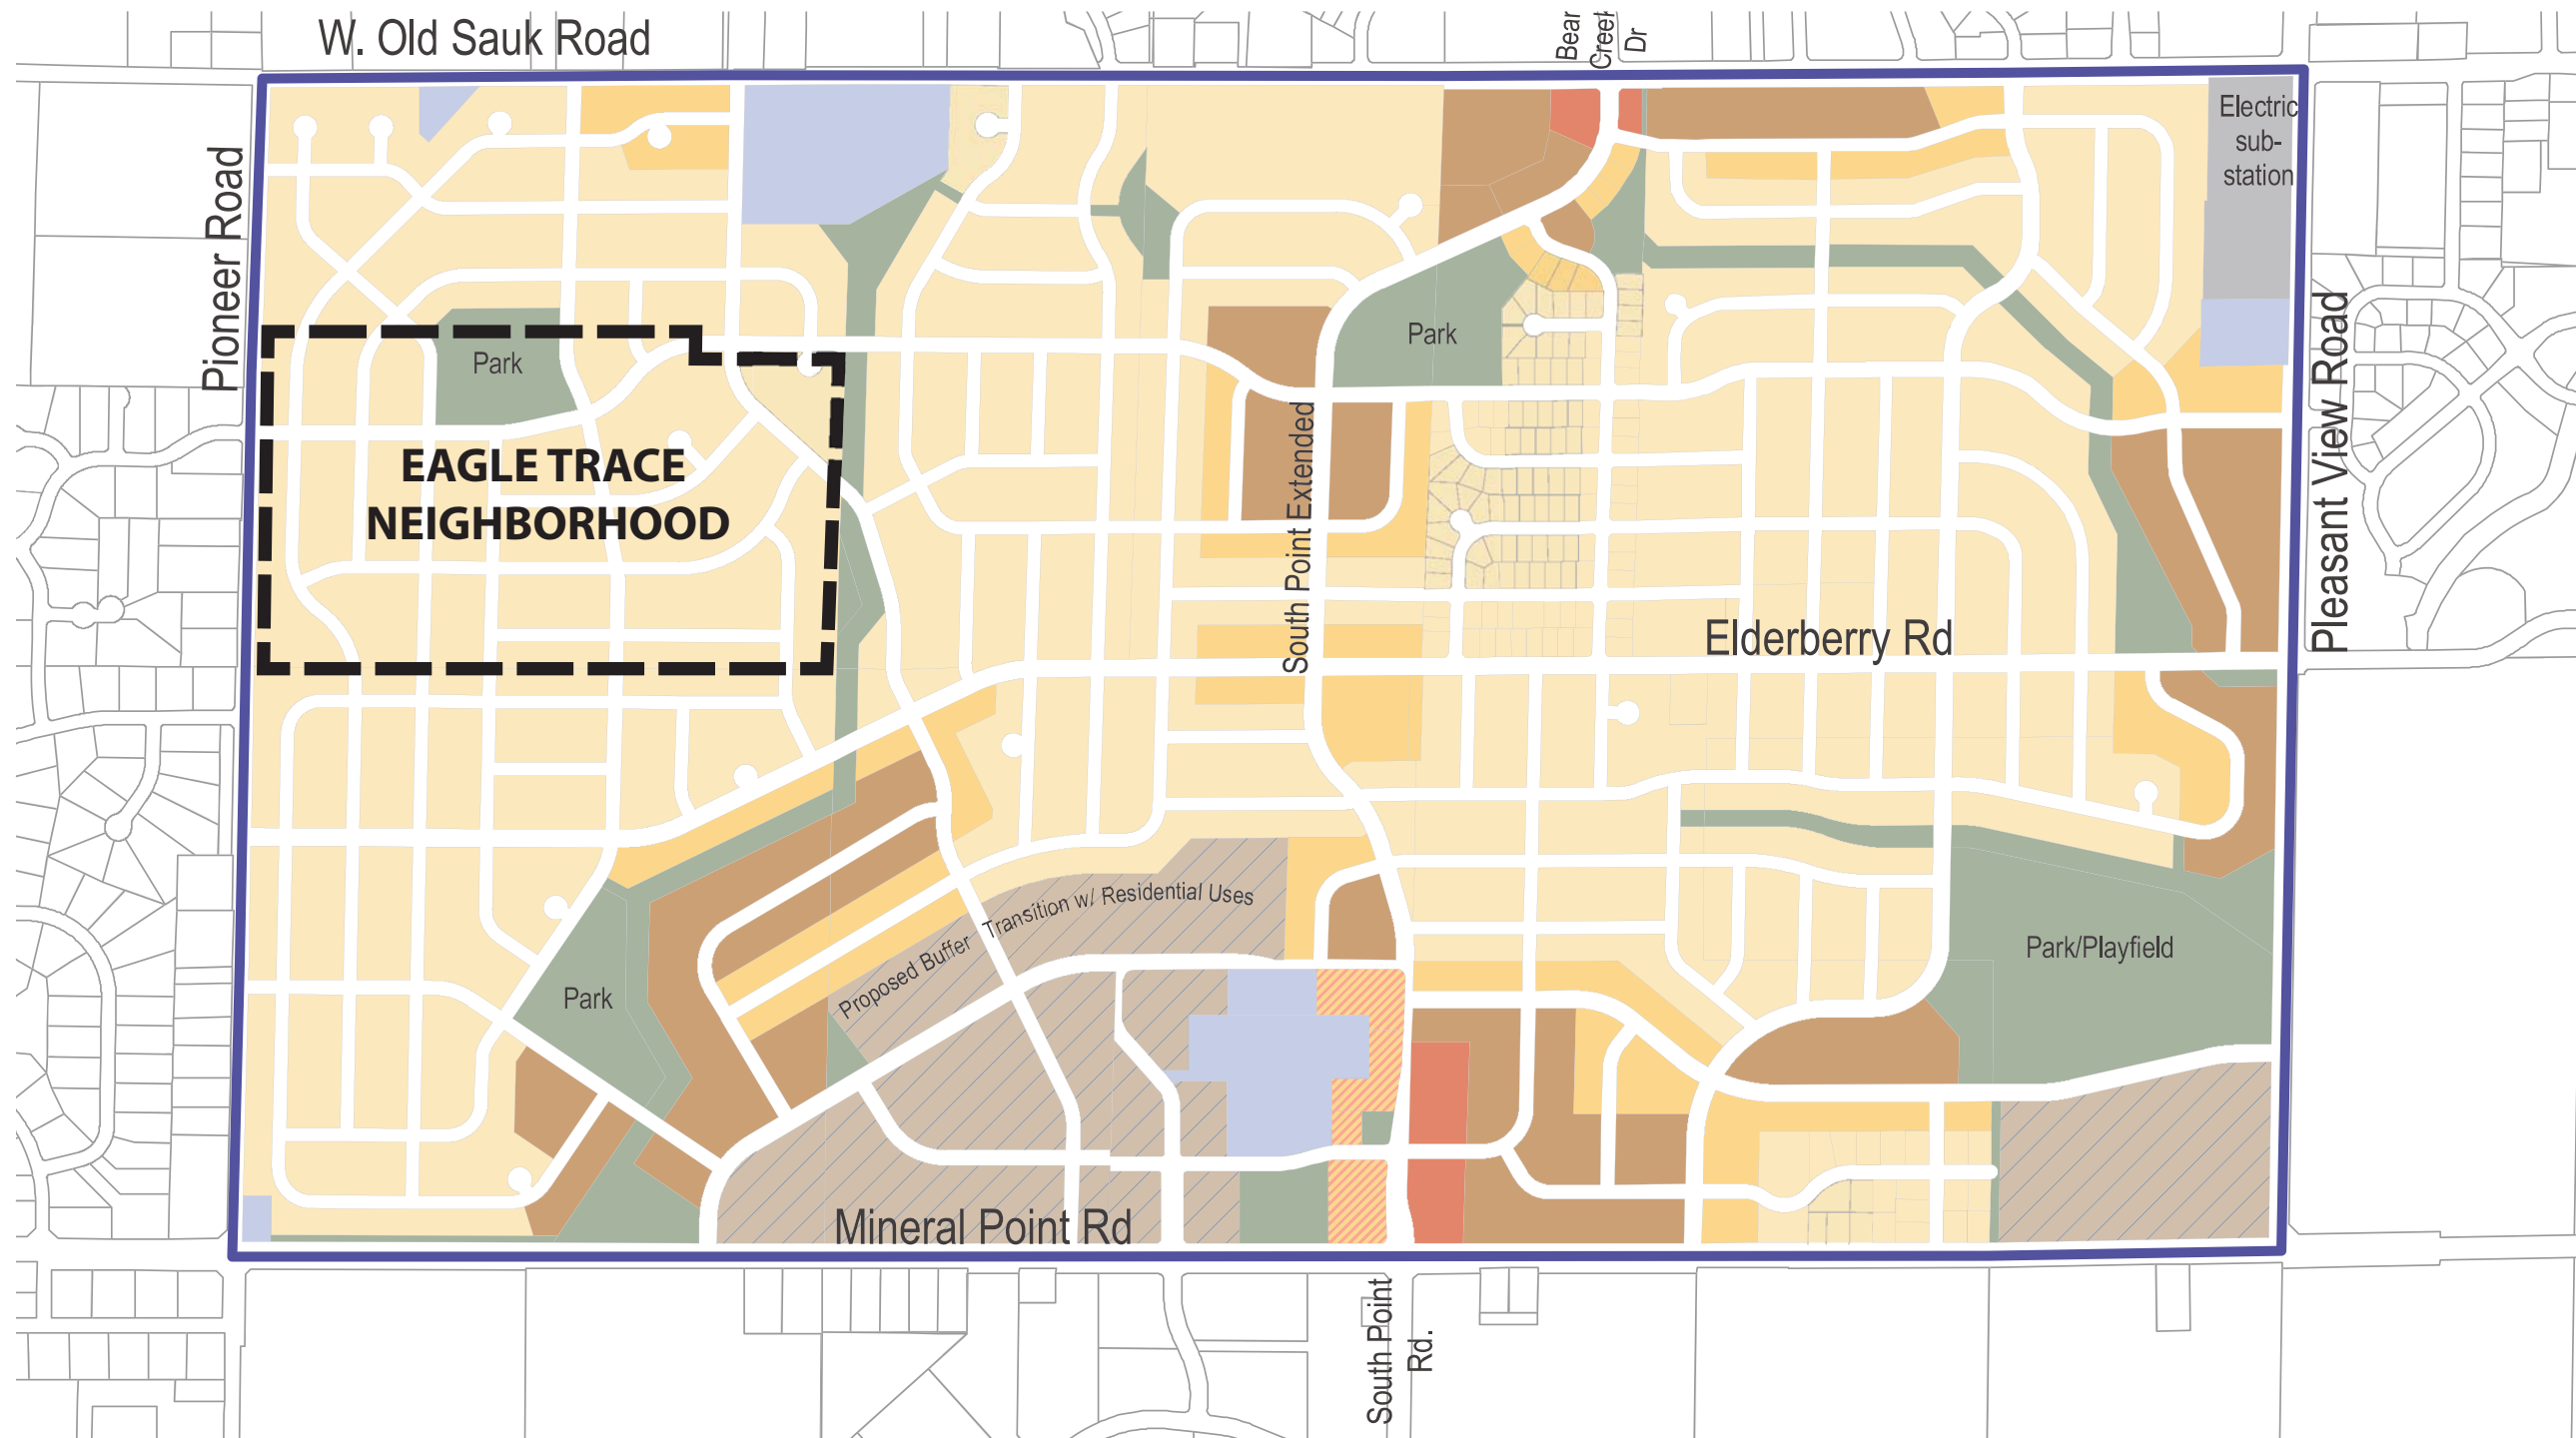 W. Old Sauk Road
Bear
Creek
Dr
Electric
sub-
station
Pioneer Road
Park
Park
Pleasant View Road
EAGLE TRACE
NEIGHBORHOOD
South Point Extended
Elderberry Rd
Proposed Buffer Transition w/ Residential Uses
Park/Playfield
Park
Mineral Point Rd
South Point
Rd.